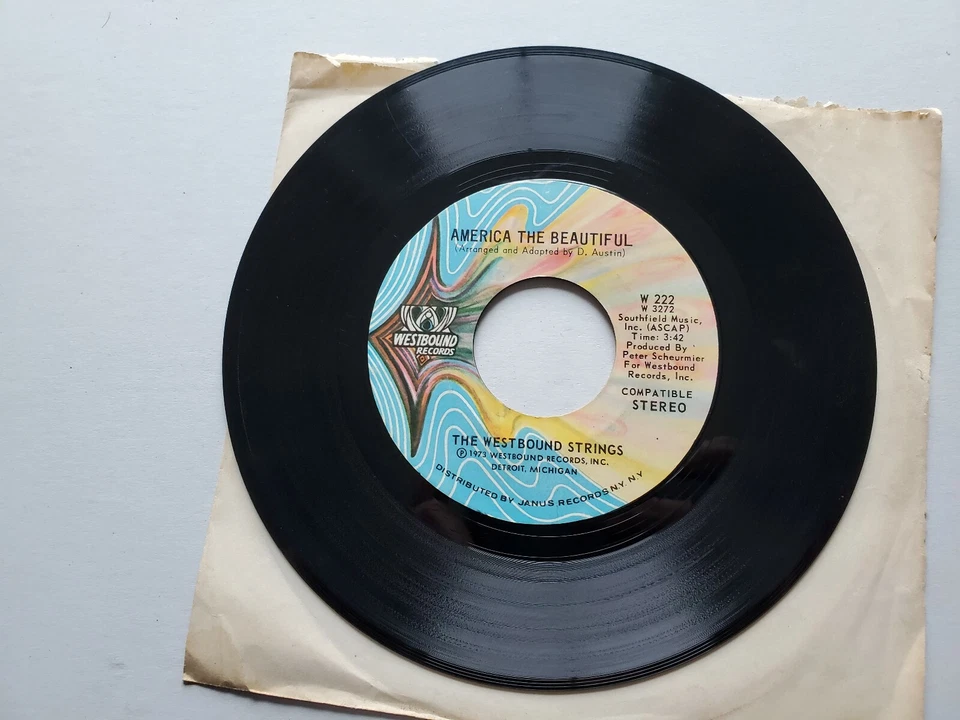 AMERICA THE BEAUTIFUL
(Arranged and Adapted by D. Austin)
WESTBOUND
RECORDS
W 222
W 3272
Southfield Music,
Inc. (ASCAP)
Time: 3:42
Produced By
Peter Scheurmier
For Westbound
Records, Inc.
COMPATIBLE
STEREO
THE WESTBOUND STRINGS
Ⓟ 1973 WESTBOUND RECORDS, INC.
DETROIT, MICHIGAN
DISTRIBUTED BY JANUS RECORDS N.Y. N.Y